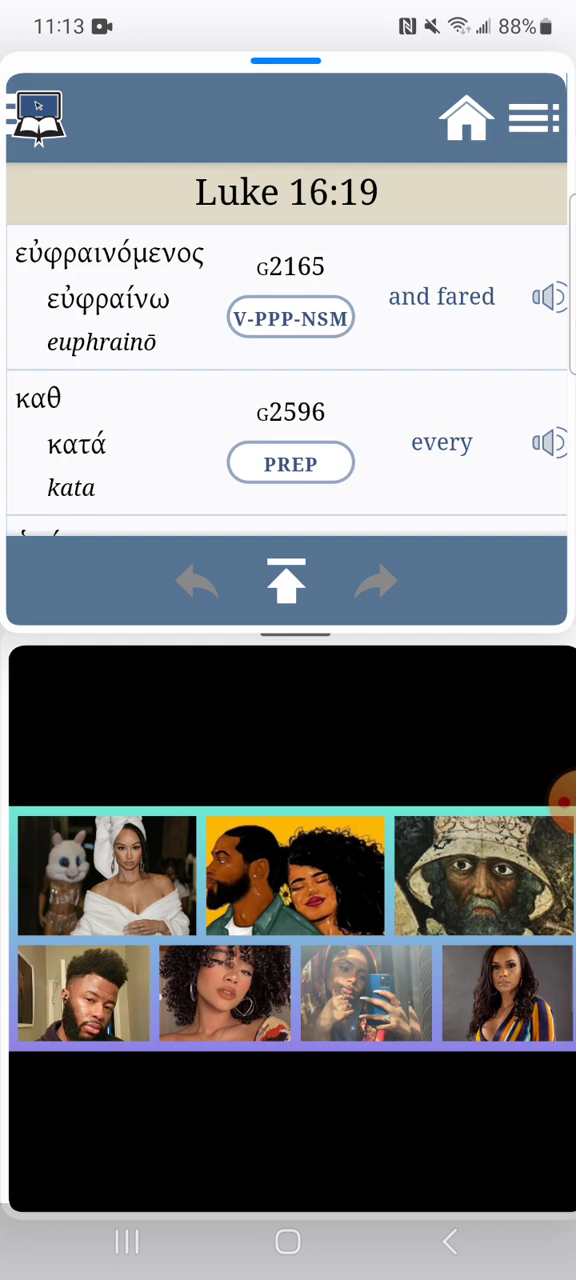 11:13
88%
Luke 16:19
εὐφραινόμενος
εὐφραίνω
euphrainō
G2165
V-PPP-NSM
and fared
καθ
κατά
kata
G2596
PREP
every